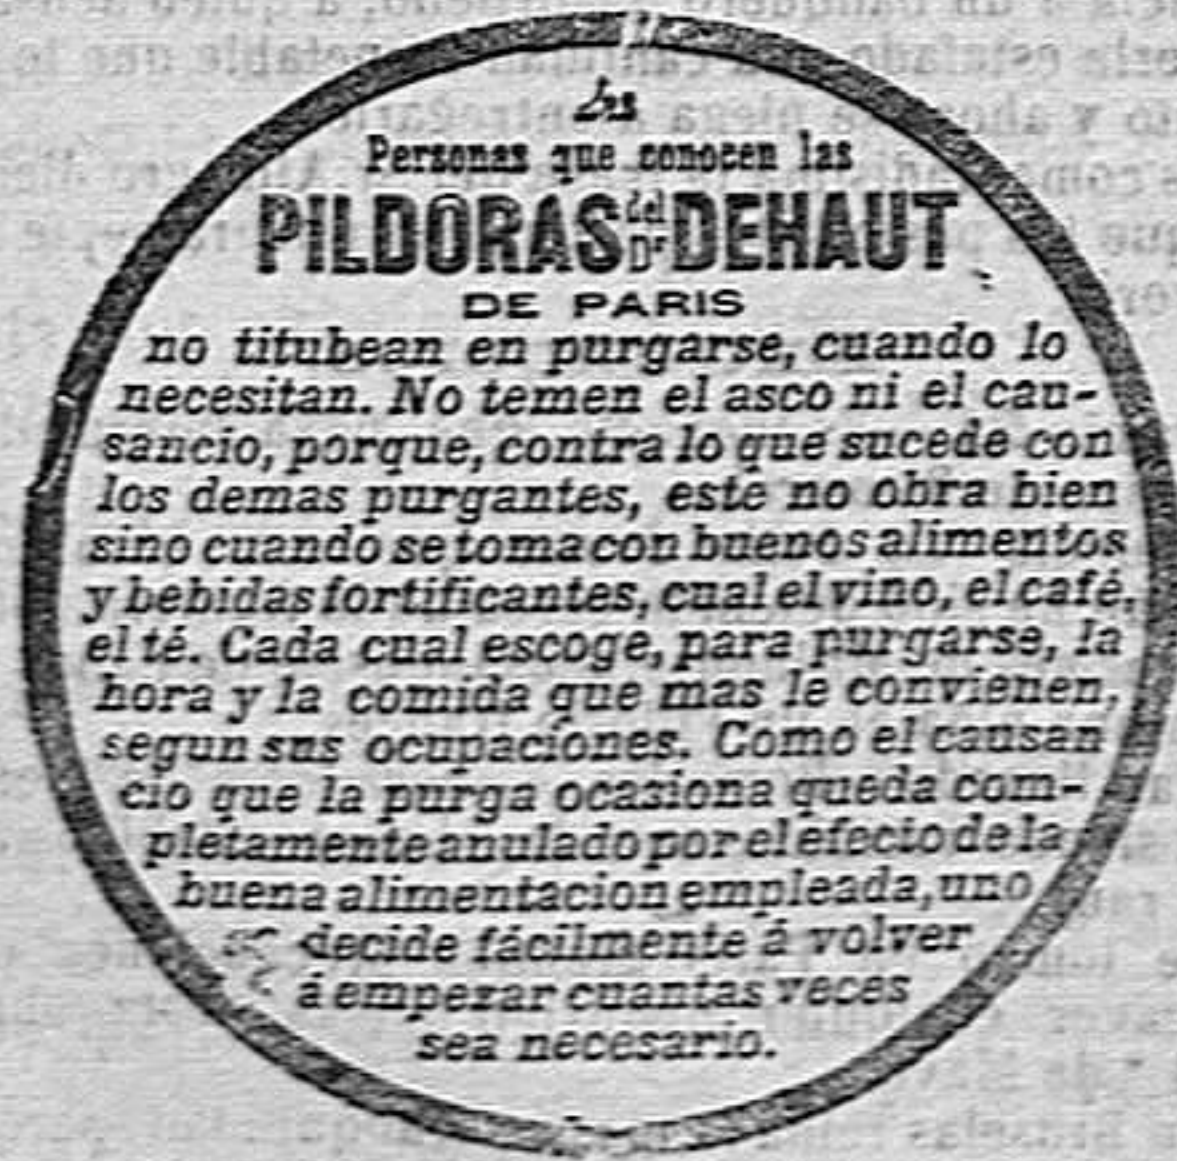 Las
Personas que conocen las
PILDORAS del Dr DEHAUT
DE PARIS
no titubean en purgarse, cuando lo
necesitan. No temen el asco ni el cau-
sancio, porque, contra lo que sucede con
los demas purgantes, este no obra bien
sino cuando se toma con buenos alimentos
y bebidas fortificantes, cual el vino, el café,
el té. Cada cual escoge, para purgarse, la
hora y la comida que mas le convienen,
segun sus ocupaciones. Como el causan
cio que la purga ocasiona queda com-
pletamente anulado por el efecto de la
buena alimentacion empleada, uno
se decide fácilmente á volver
á empezar cuantas veces
sea necesario.